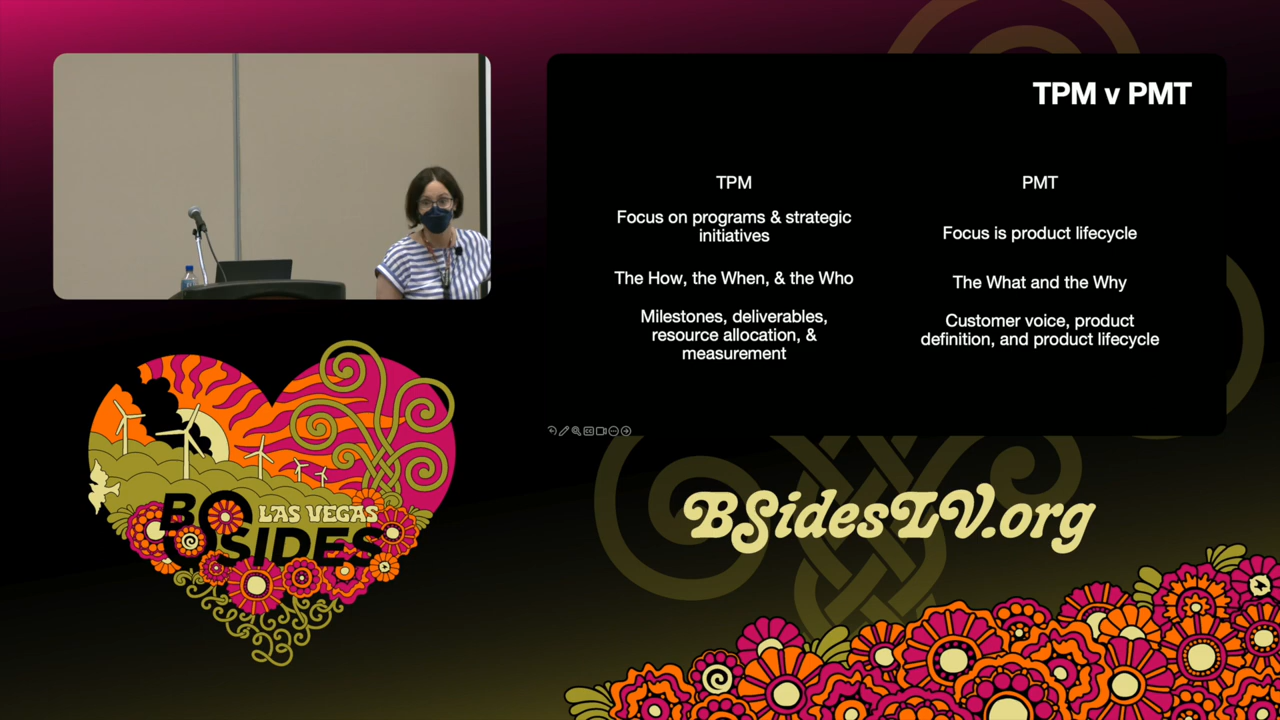 TPM v PMT
TPM
Focus on programs & strategic
initiatives
The How, the When, & the Who
Milestones, deliverables,
resource allocation, &
measurement
PMT
Focus is product lifecycle
The What and the Why
Customer voice, product
definition, and product lifecycle
BSidesLV.org
BSIDES
LAS VEGAS
23